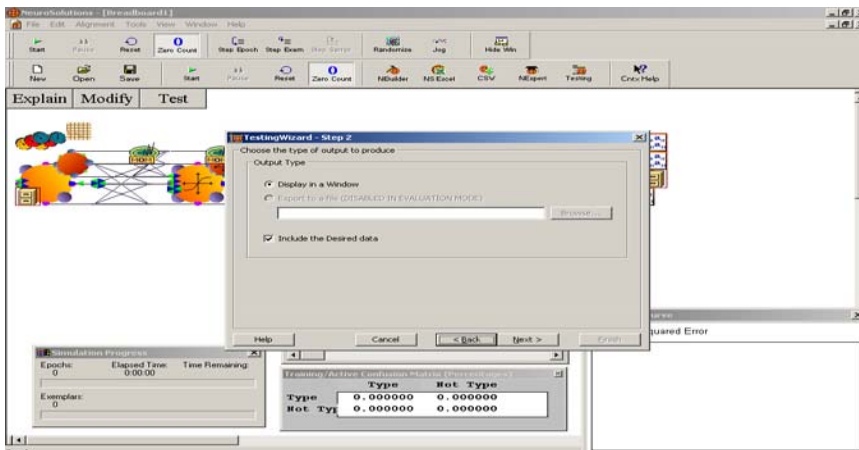 NeuroSolutions - [Breadboard1]
File Edit Alignment Tools View Window Help
Start Pause Reset Zero Count Step Epoch Step Exem Randomize Jog Hide Win
New Open Save Start Pause Reset Zero Count NBuilder NS Excel CSV NExpert Testing Cntx Help
Explain Modify Test
MOM
TestingWizard - Step 2
Choose the type of output to produce
Output Type
Display in a Window
Export to a file (DISABLED IN EVALUATION MODE)
Browse...
Include the Desired data
Help Cancel < Back Next > Finish
Simulation Progress
Epochs: Elapsed Time: Time Remaining:
0 0:00:00
Exemplars:
0
Training/Active Confusion Matrix (Percentages)
Type Not Type
Type 0.000000 0.000000
Not Typ 0.000000 0.000000
urve
quared Error